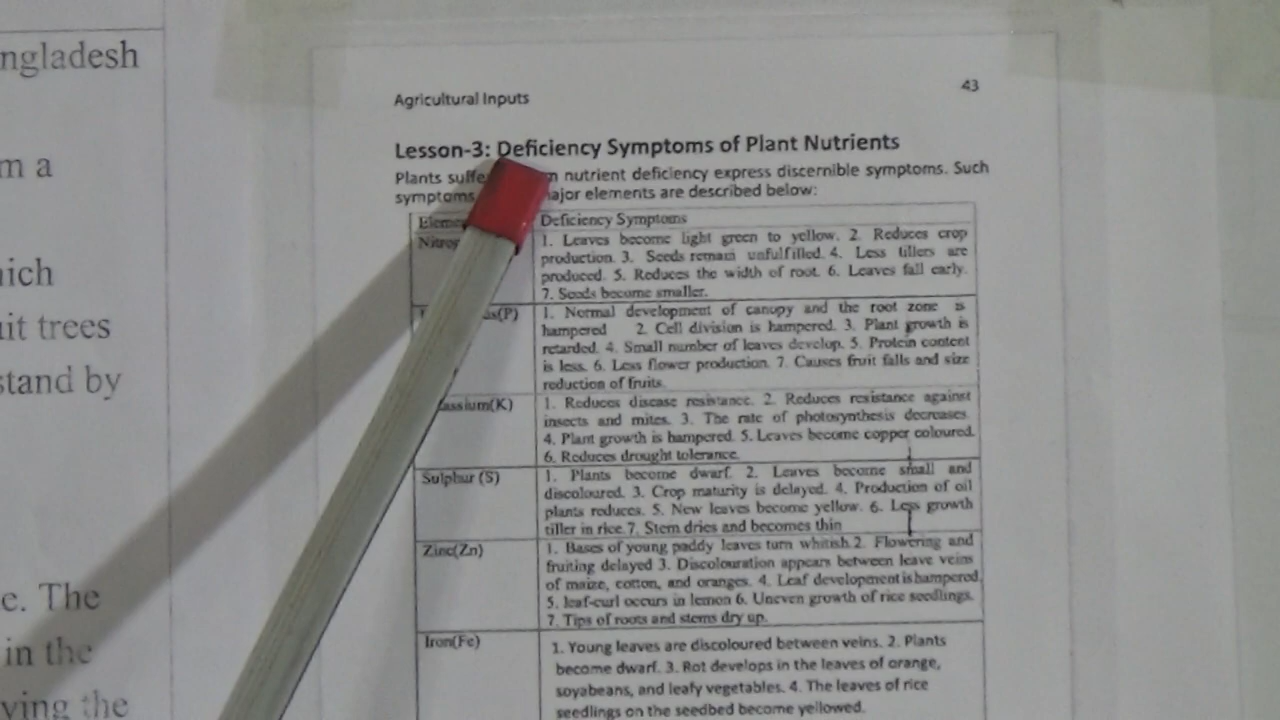 ngladesh
m a
hich
uit trees
stand by
e. The
in the
ving the
Agricultural Inputs
43
Lesson-3: Deficiency Symptoms of Plant Nutrients
Plants nutrient deficiency express discernible symptoms. Such
symptoms ajor elements are described below:
Deficiency Symptoms
1. Leaves become light green to yellow. 2. Reduces crop
production. 3. Seeds remain unfulfilled. 4. Less tillers are
produced. 5. Reduces the width of root. 6. Leaves fall early.
7. Seeds become smaller.
us(P)
1. Normal development of canopy and the root zone is
hampered 2. Cell division is hampered. 3. Plant growth is
retarded. 4. Small number of leaves develop. 5. Protein content
is less. 6. Less flower production. 7. Causes fruit falls and size
reduction of fruits.
tassium(K)
1. Reduces disease resistance. 2. Reduces resistance against
insects and mites. 3. The rate of photosynthesis decreases.
4. Plant growth is hampered. 5. Leaves become copper coloured.
6. Reduces drought tolerance.
Sulphur (S)
1. Plants become dwarf. 2. Leaves become small and
discoloured. 3. Crop maturity is delayed. 4. Production of oil
plants reduces. 5. New leaves become yellow. 6. Less growth
tiller in rice 7. Stem dries and becomes thin
Zinc(Zn)
1. Bases of young paddy leaves turn whitish. 2. Flowering and
fruiting delayed 3. Discolouration appears between leave veins
of maize, cotton, and oranges. 4. Leaf development is hampered.
5. leaf-curl occurs in lemon 6. Uneven growth of rice seedlings.
7. Tips of roots and stems dry up.
Iron(Fe)
1. Young leaves are discoloured between veins. 2. Plants
become dwarf. 3. Rot develops in the leaves of orange,
soyabeans, and leafy vegetables. 4. The leaves of rice
seedlings on the seedbed become yellowed.